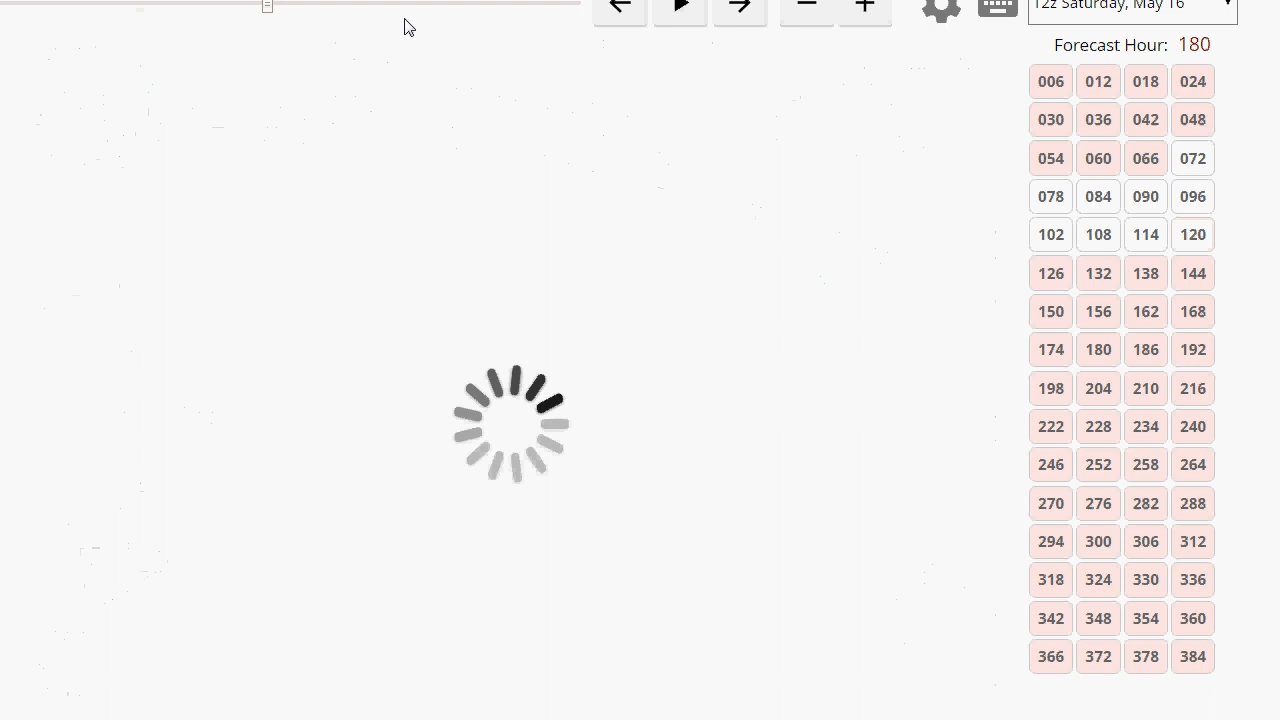 12z Saturday, May 16
Forecast Hour: 180
006 012 018 024
030 036 042 048
054 060 066 072
078 084 090 096
102 108 114 120
126 132 138 144
150 156 162 168
174 180 186 192
198 204 210 216
222 228 234 240
246 252 258 264
270 276 282 288
294 300 306 312
318 324 330 336
342 348 354 360
366 372 378 384